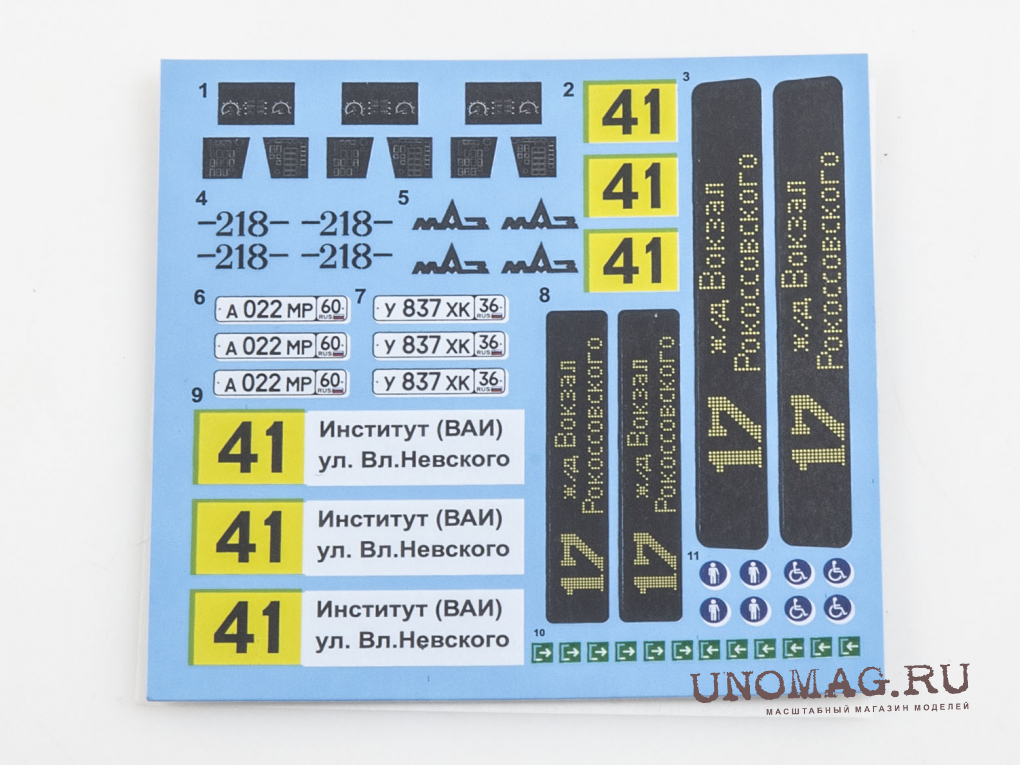 1
2
41
41
41
3
ж/д Вокзал
Рокоссовского
17
ж/д Вокзал
Рокоссовского
17
4
-218- -218-
-218- -218-
5
МАЗ МАЗ
МАЗ МАЗ
6
А 022 МР 60 RUS
А 022 МР 60 RUS
А 022 МР 60 RUS
7
У 837 ХК 36 RUS
У 837 ХК 36 RUS
У 837 ХК 36 RUS
8
ж/д Вокзал
Рокоссовского
17
ж/д Вокзал
Рокоссовского
17
9
41
Институт (ВАИ)
ул. Вл.Невского
41
Институт (ВАИ)
ул. Вл.Невского
41
Институт (ВАИ)
ул. Вл.Невского
10
11
UNOMAG.RU
МАСШТАБНЫЙ МАГАЗИН МОДЕЛЕЙ